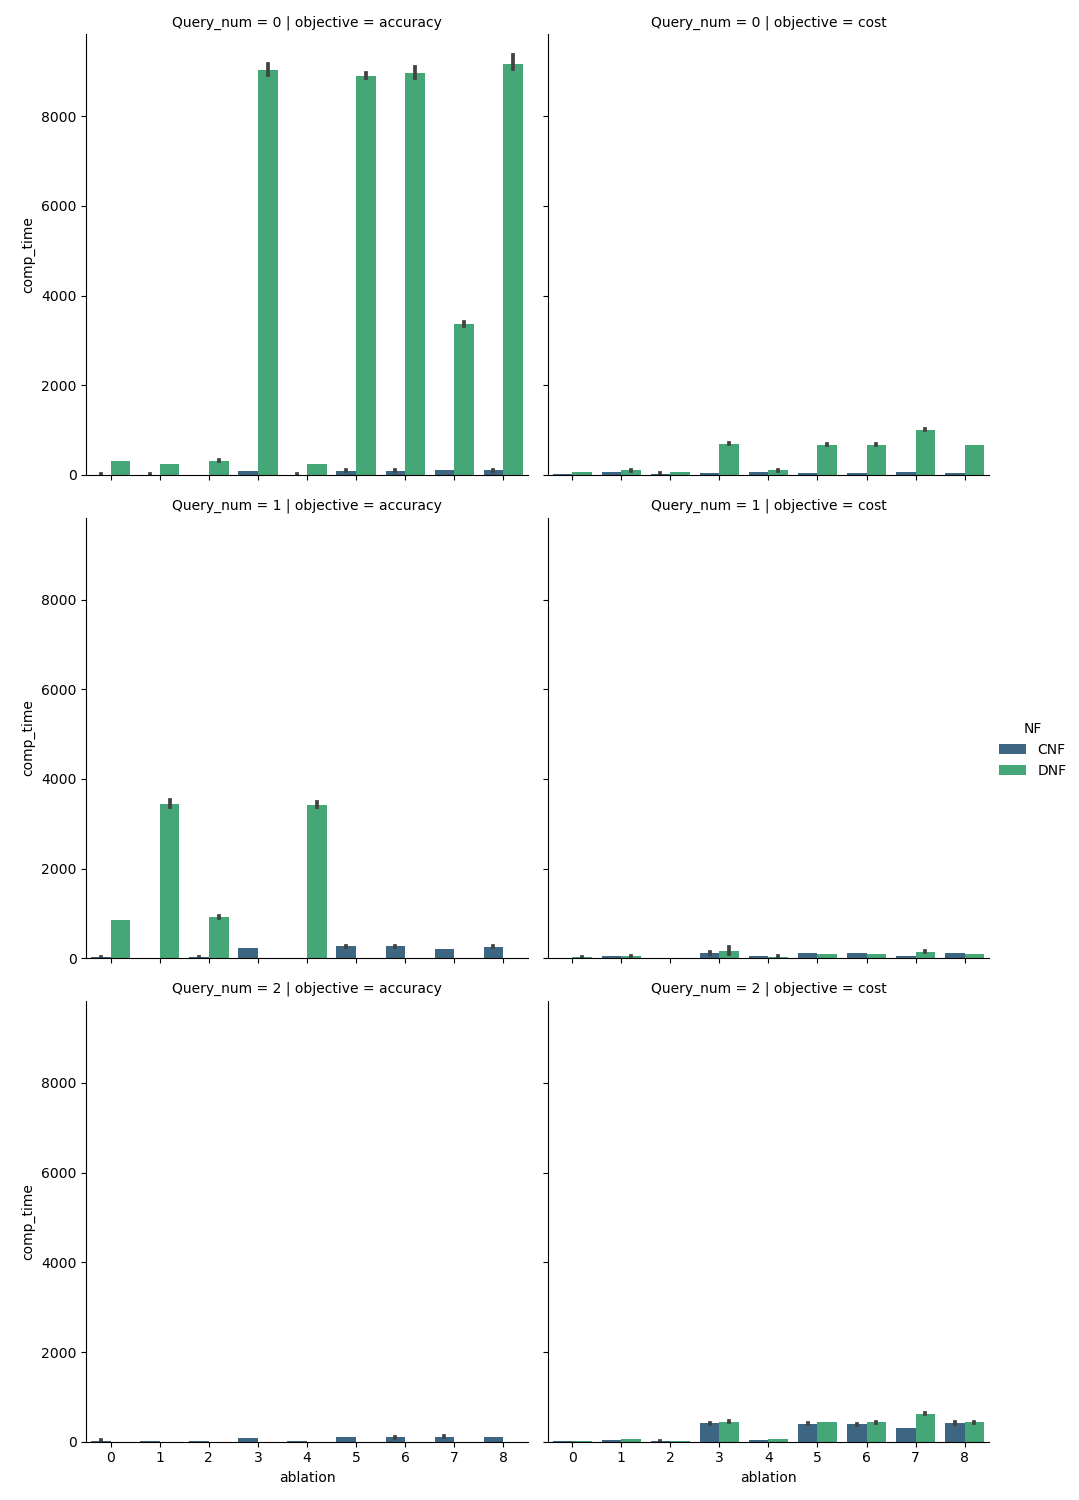 Query_num = 0 | objective = accuracy
Query_num = 0 | objective = cost
8000
6000
4000
2000
0
comp_time
Query_num = 1 | objective = accuracy
Query_num = 1 | objective = cost
8000
6000
4000
2000
0
comp_time
NF
CNF
DNF
Query_num = 2 | objective = accuracy
Query_num = 2 | objective = cost
8000
6000
4000
2000
0
comp_time
0 1 2 3 4 5 6 7 8
0 1 2 3 4 5 6 7 8
ablation
ablation